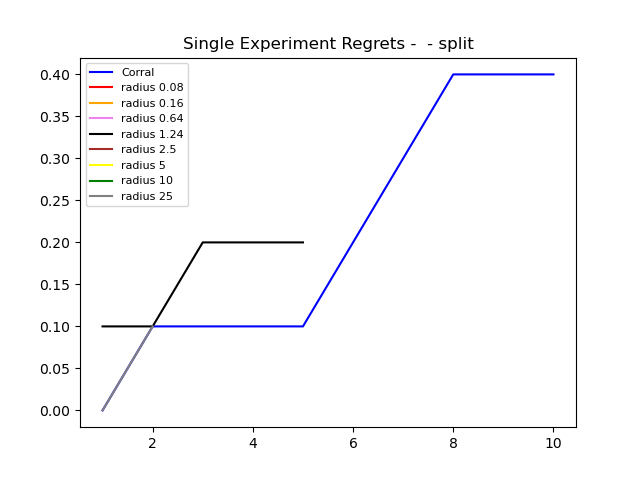 Single Experiment Regrets -  - split
0.40
0.35
0.30
0.25
0.20
0.15
0.10
0.05
0.00
Corral
radius 0.08
radius 0.16
radius 0.64
radius 1.24
radius 2.5
radius 5
radius 10
radius 25
2 4 6 8 10